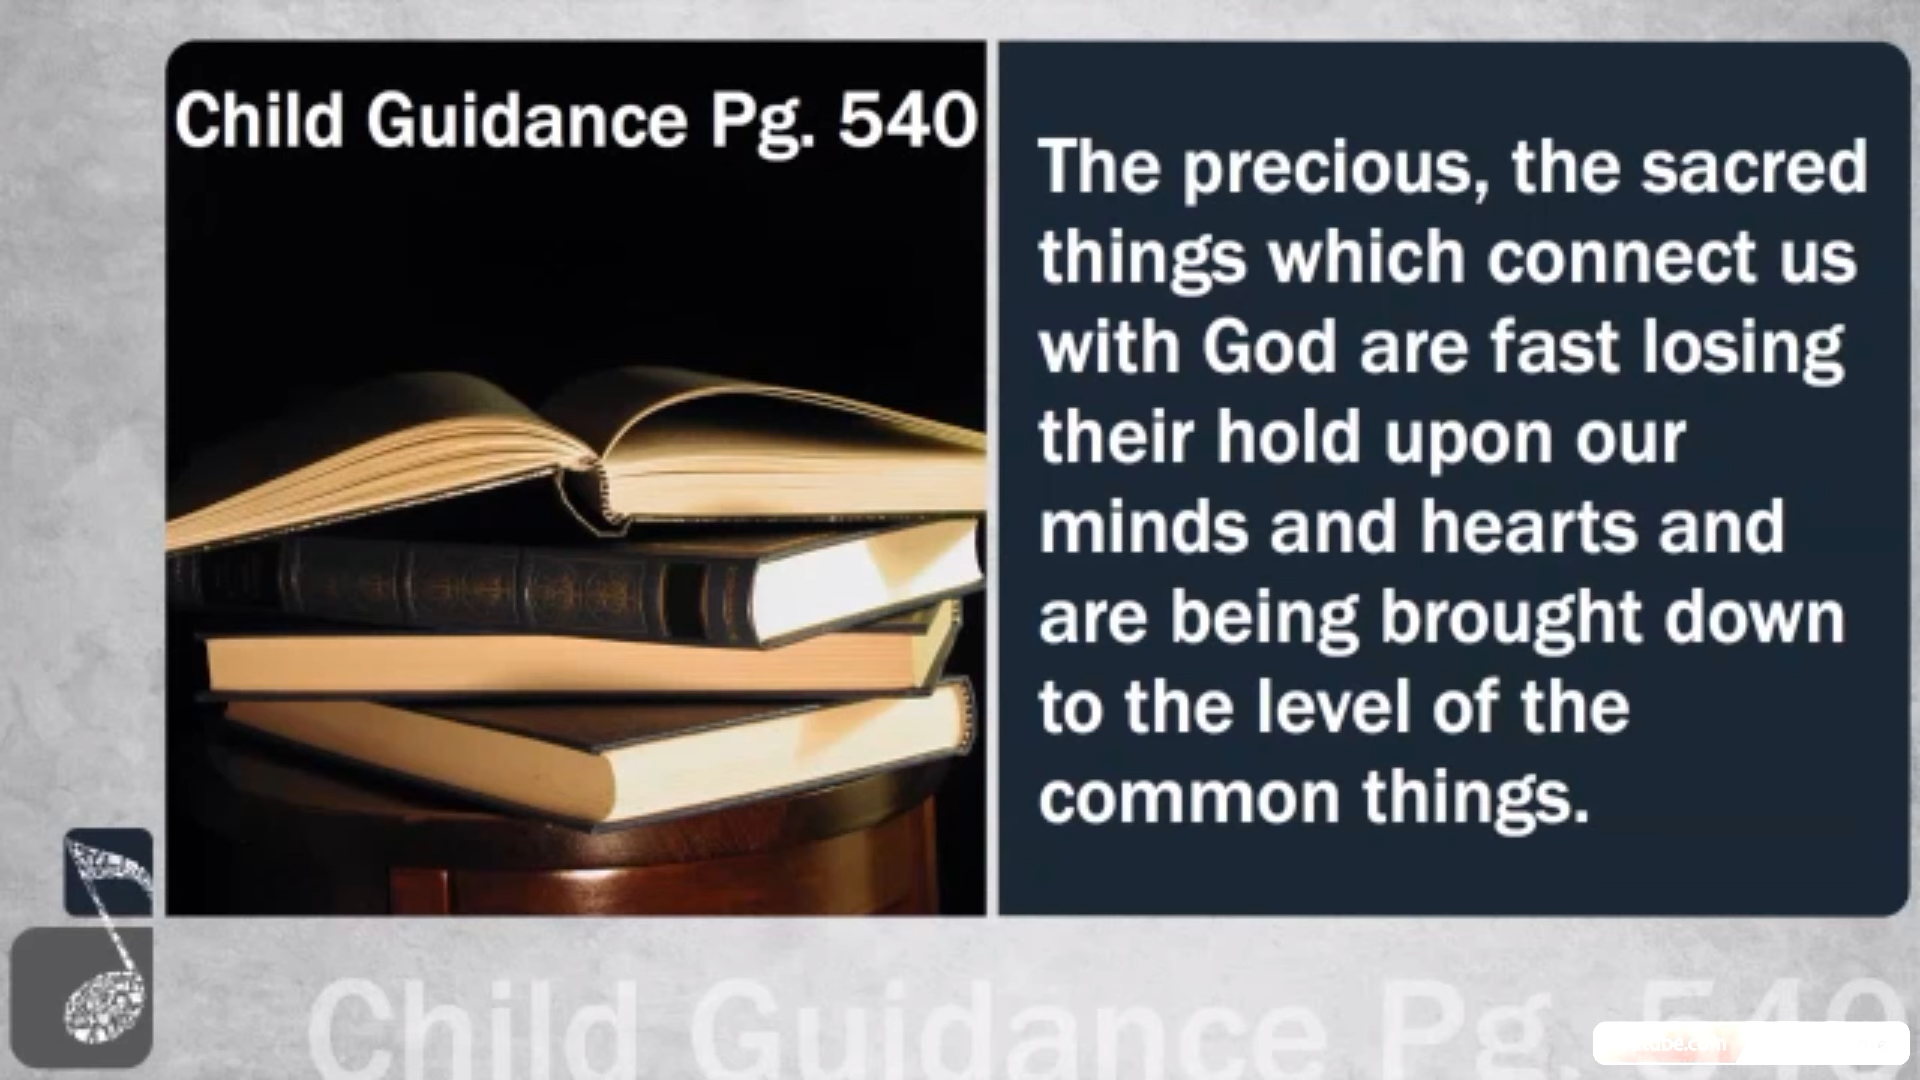 Child Guidance Pg. 540
The precious, the sacred
things which connect us
with God are fast losing
their hold upon our
minds and hearts and
are being brought down
to the level of the
common things.
Child Guidance Pg. 540